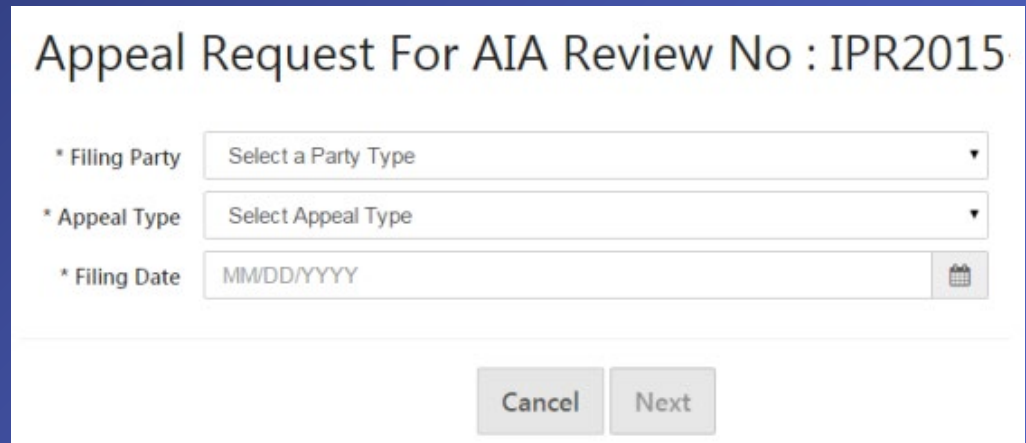 Appeal Request For AIA Review No : IPR2015-
* Filing Party Select a Party Type
* Appeal Type Select Appeal Type
* Filing Date MM/DD/YYYY
Cancel Next